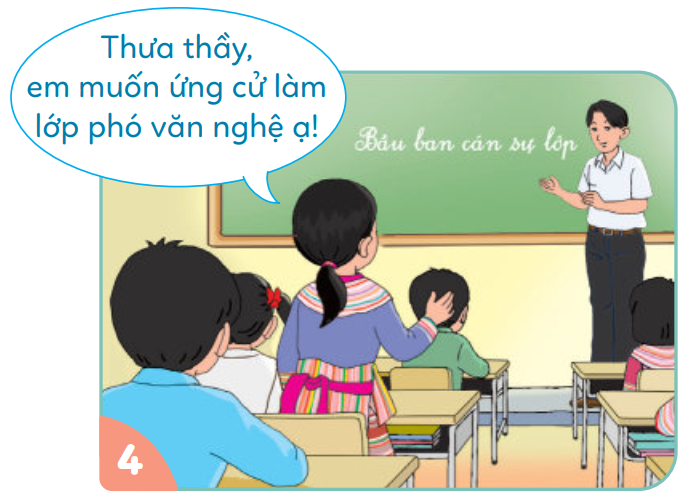 Thưa thầy,
em muốn ứng cử làm
lớp phó văn nghệ ạ!
Bầu ban cán sự lớp
4